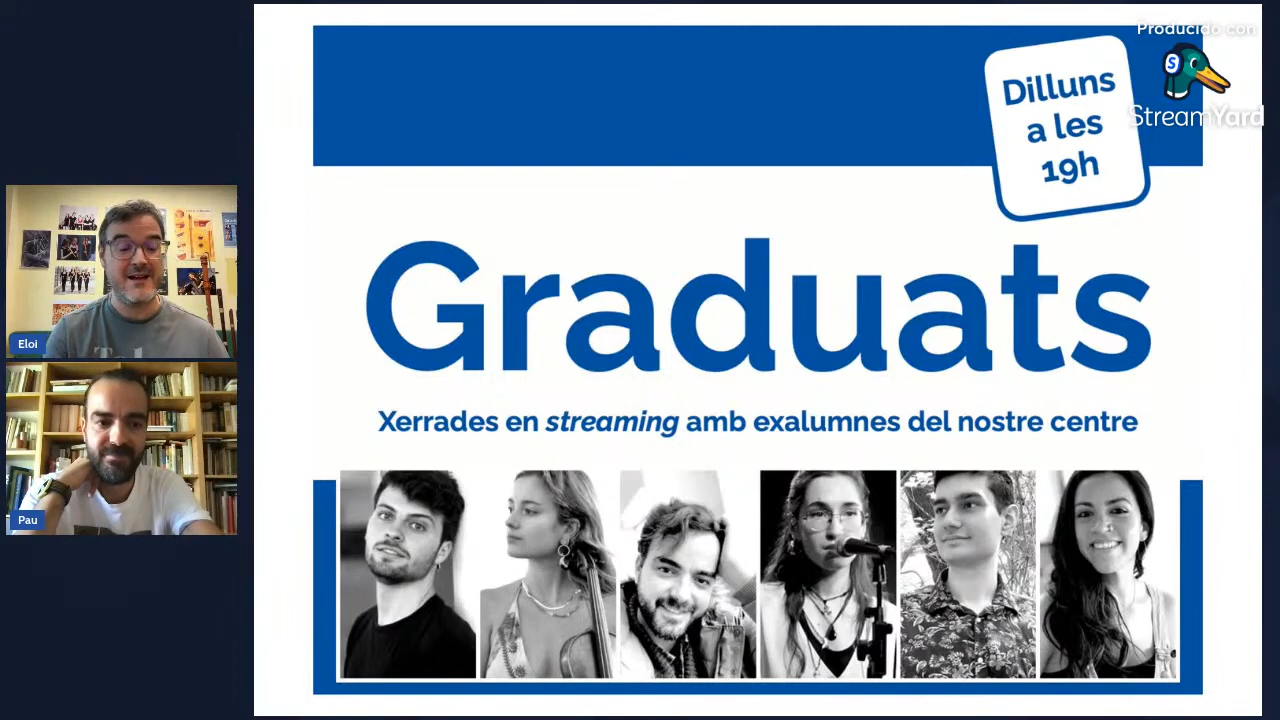 Producido con
StreamYard
Dilluns
a les
19h
Graduats
Xerrades en streaming amb exalumnes del nostre centre
Eloi
Pau